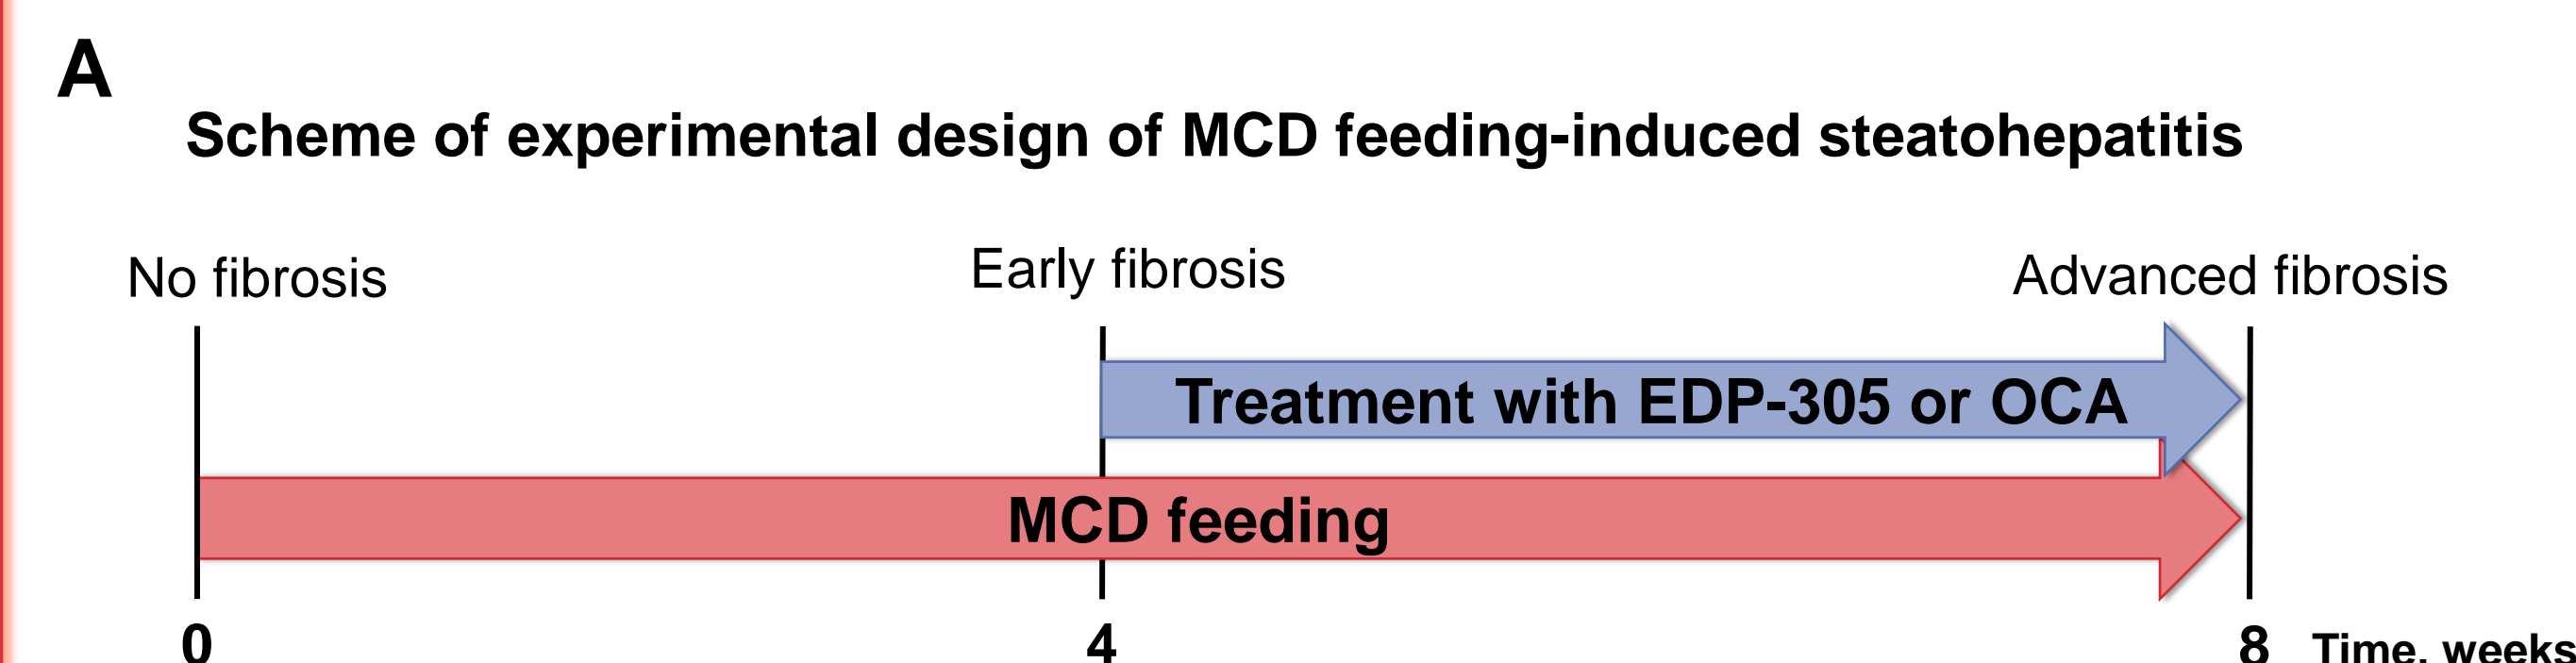 A
Scheme of experimental design of MCD feeding-induced steatohepatitis
No fibrosis
Early fibrosis
Advanced fibrosis
Treatment with EDP-305 or OCA
MCD feeding
0
4
8
Time, weeks